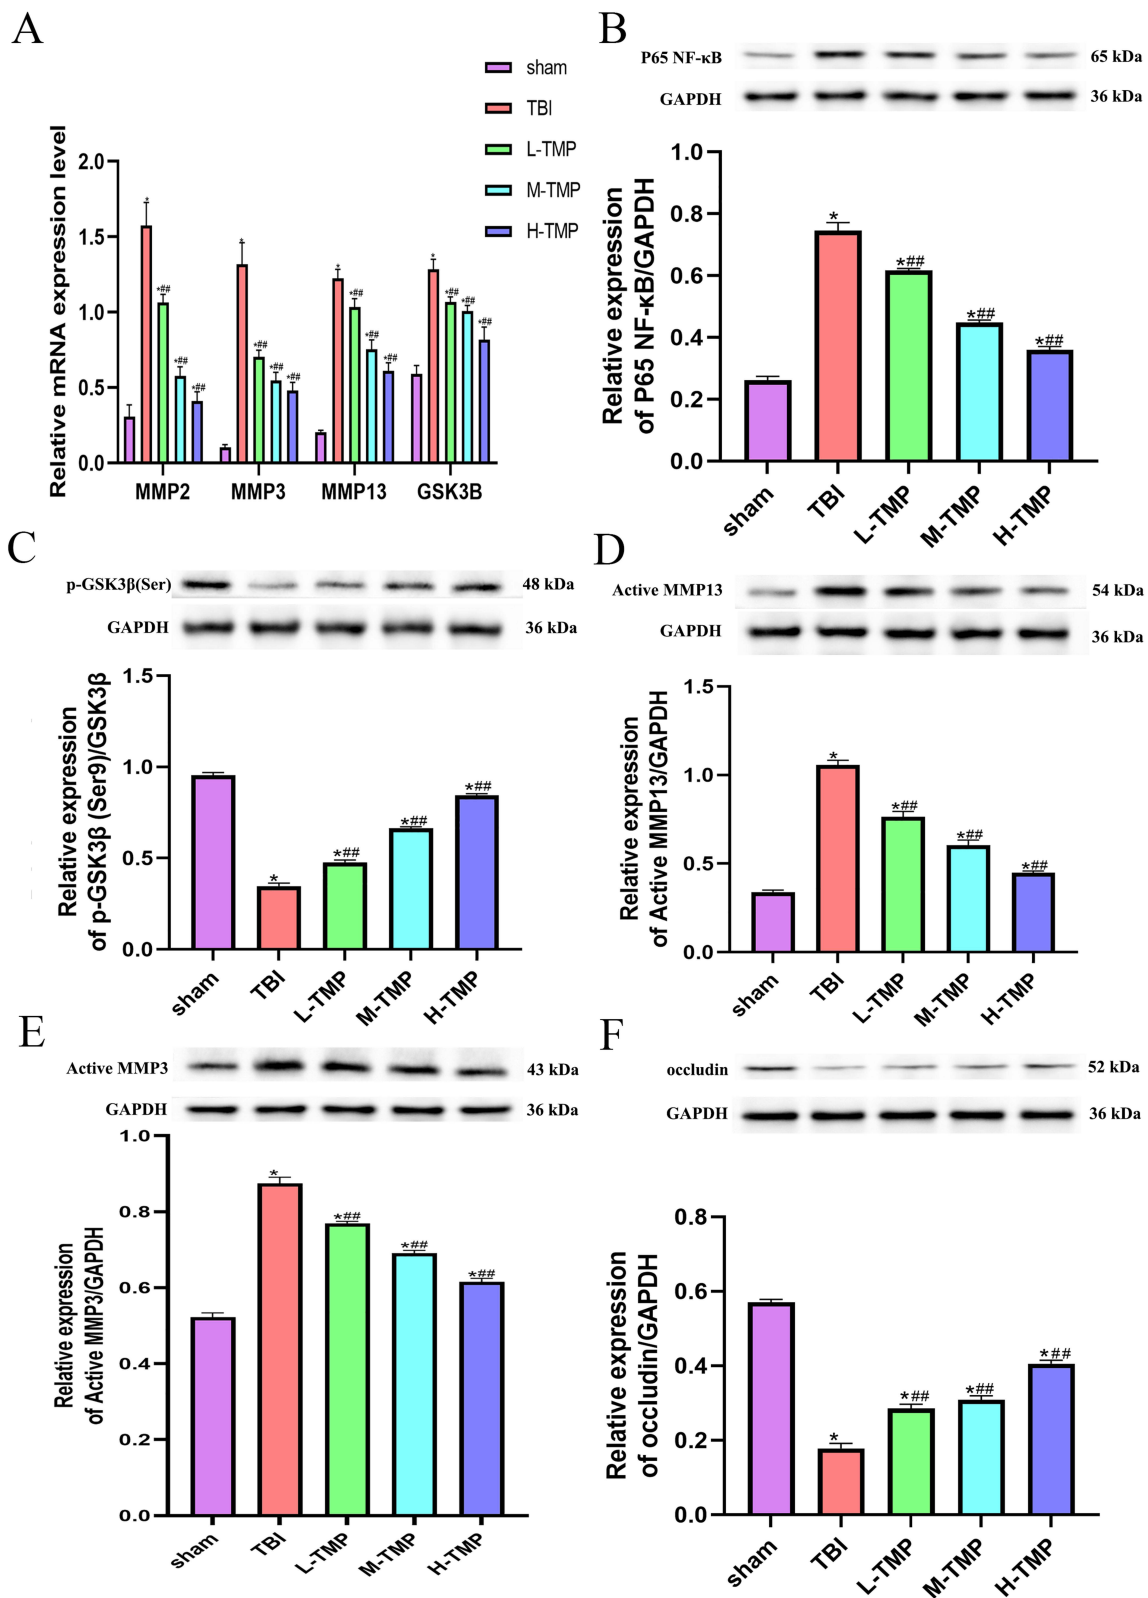 A
sham
TBI
L-TMP
M-TMP
H-TMP
Relative mRNA expression level
2.0
1.5
1.0
0.5
0.0
*
*##
*##
*##
*
*##
*##
*##
*
*##
*##
*##
*
*##
*##
*##
MMP2 MMP3 MMP13 GSK3B
B
P65 NF-κB 65 kDa
GAPDH 36 kDa
Relative expression
of P65 NF-κB/GAPDH
1.0
0.8
0.6
0.4
0.2
0.0
*
*##
*##
*##
sham TBI L-TMP M-TMP H-TMP
C
p-GSK3β(Ser) 48 kDa
GAPDH 36 kDa
Relative expression
of p-GSK3β (Ser9)/GSK3β
1.5
1.0
0.5
0.0
*
*##
*##
*##
sham TBI L-TMP M-TMP H-TMP
D
Active MMP13 54 kDa
GAPDH 36 kDa
Relative expression
of Active MMP13/GAPDH
1.5
1.0
0.5
0.0
*
*##
*##
*##
sham TBI L-TMP M-TMP H-TMP
E
Active MMP3 43 kDa
GAPDH 36 kDa
Relative expression
of Active MMP3/GAPDH
1.0
0.8
0.6
0.4
0.2
0.0
*
*##
*##
*##
sham TBI L-TMP M-TMP H-TMP
F
occludin 52 kDa
GAPDH 36 kDa
Relative expression
of occludin/GAPDH
0.8
0.6
0.4
0.2
0.0
*
*##
*##
*##
sham TBI L-TMP M-TMP H-TMP